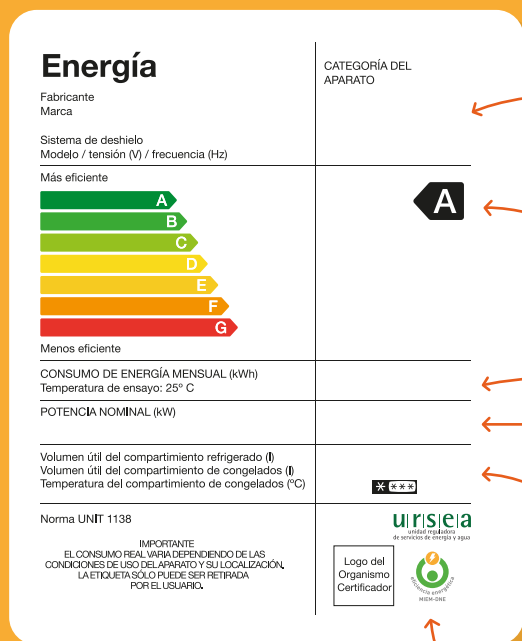 Energía
CATEGORÍA DEL
APARATO
Fabricante
Marca
Sistema de deshielo
Modelo / tensión (V) / frecuencia (Hz)
Más eficiente
A
A
B
C
D
E
F
G
Menos eficiente
CONSUMO DE ENERGÍA MENSUAL (kWh)
Temperatura de ensayo: 25º C
POTENCIA NOMINAL (kW)
Volumen útil del compartimiento refrigerado (l)
Volumen útil del compartimiento de congelados (l)
Temperatura del compartimiento de congelados (ºC)
Norma UNIT 1138
ursea
unidad reguladora
de servicios de energía y agua
IMPORTANTE
EL CONSUMO REAL VARIA DEPENDIENDO DE LAS
CONDICIONES DE USO DEL APARATO Y SU LOCALIZACIÓN,
LA ETIQUETA SÓLO PUEDE SER RETIRADA
POR EL USUARIO.
Logo del
Organismo
Certificador
eficiencia energética
MIEM-DNE